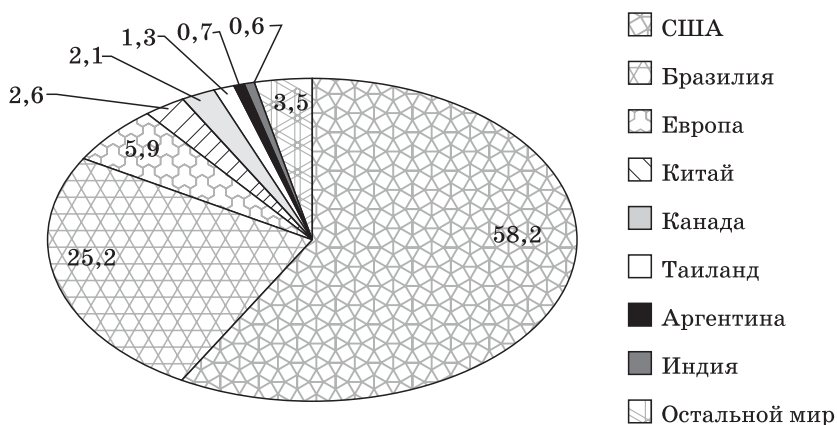 0,6
0,7
1,3
2,1
2,6
3,5
5,9
25,2
58,2
США
Бразилия
Европа
Китай
Канада
Таиланд
Аргентина
Индия
Остальной мир